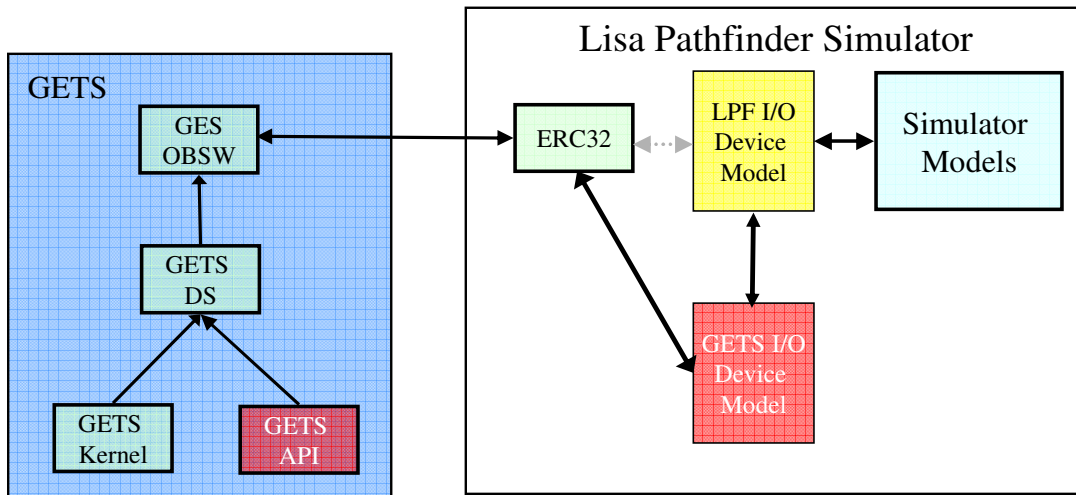 GETS
GES
OBSW
GETS
DS
GETS
Kernel
GETS
API
Lisa Pathfinder Simulator
ERC32
LPF I/O
Device
Model
Simulator
Models
GETS I/O
Device
Model